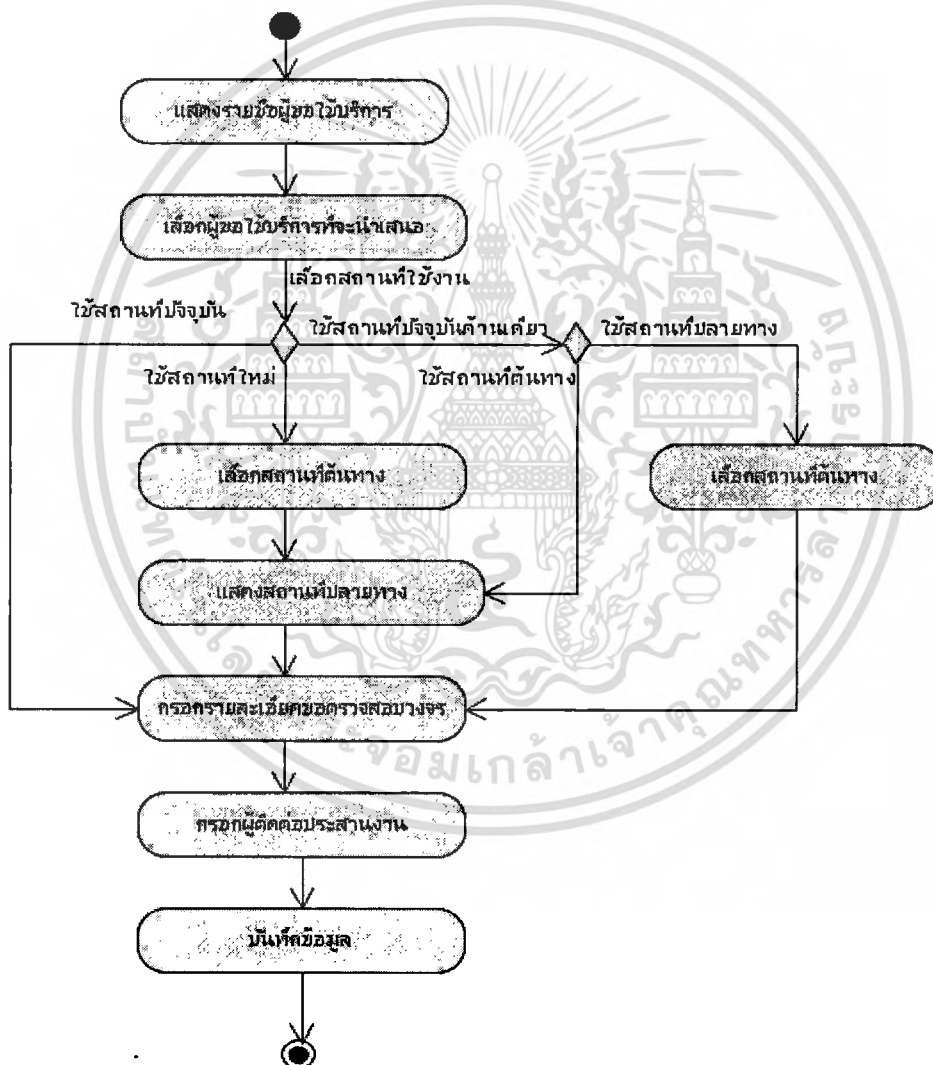 แสดงรายชื่อผู้ขอใช้บริการ
เลือกผู้ขอใช้บริการที่จะนำเสนอ
เลือกสถานที่ใช้งาน
ใช้สถานที่ปัจจุบัน
ใช้สถานที่ปัจจุบันด้านเดียว
ใช้สถานที่ปลายทาง
ใช้สถานที่ใหม่
ใช้สถานที่ต้นทาง
เลือกสถานที่ต้นทาง
เลือกสถานที่ต้นทาง
แสดงสถานที่ปลายทาง
กรอกรายละเอียดขอตรวจสอบวงจร
กรอกผู้ติดต่อประสานงาน
บันทึกข้อมูล